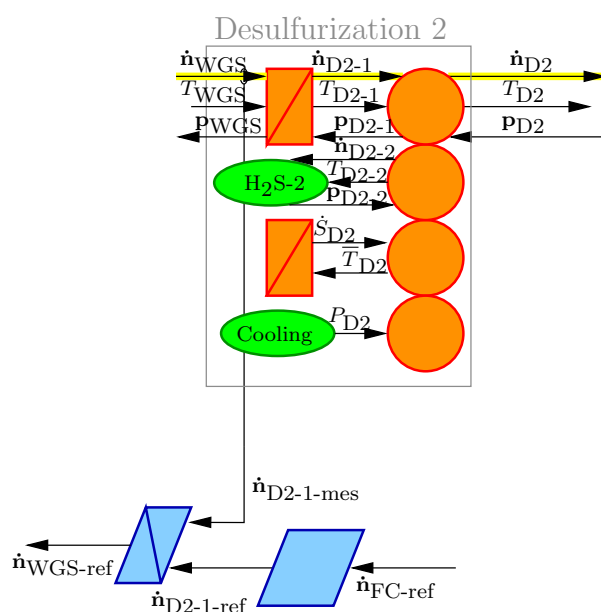 Desulfurization 2
ṅWGS ṅD2-1 ṅD2
TWGS TD2-1 TD2
pWGS pD2-1 pD2
ṅD2-2
H2S-2 TD2-2
pD2-2
ṠD2
T̅D2
Cooling PD2
ṅD2-1-mes
ṅWGS-ref ṅFC-ref
ṅD2-1-ref